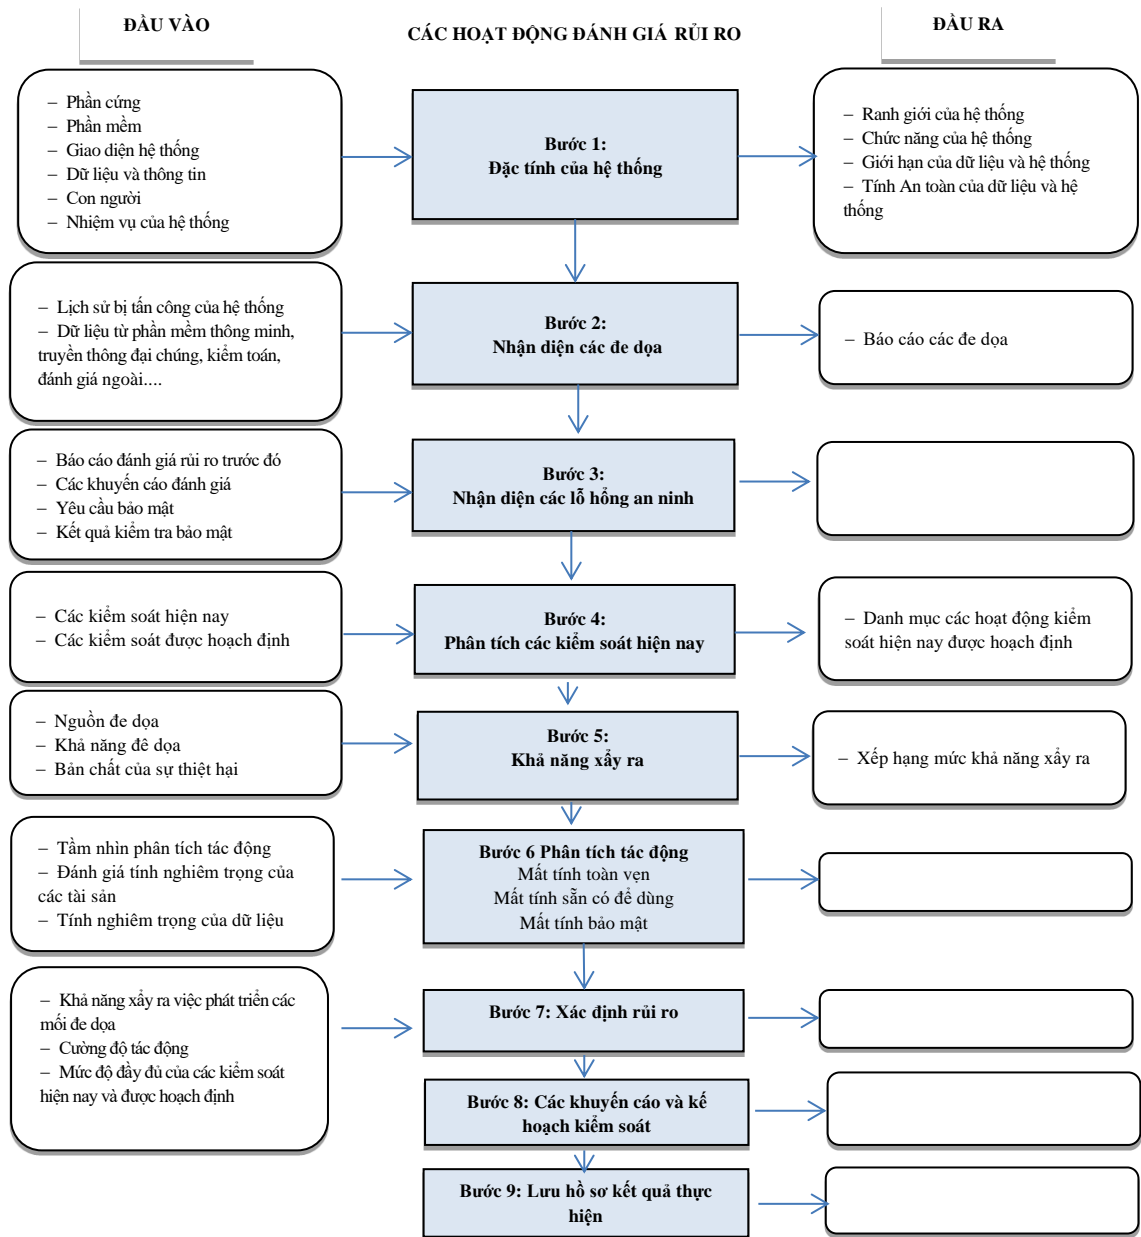 ĐẦU VÀO
CÁC HOẠT ĐỘNG ĐÁNH GIÁ RỦI RO
ĐẦU RA
– Phần cứng
– Phần mềm
– Giao diện hệ thống
– Dữ liệu và thông tin
– Con người
– Nhiệm vụ của hệ thống
Bước 1:
Đặc tính của hệ thống
– Ranh giới của hệ thống
– Chức năng của hệ thống
– Giới hạn của dữ liệu và hệ thống
– Tính An toàn của dữ liệu và hệ
thống
– Lịch sử bị tấn công của hệ thống
– Dữ liệu từ phần mềm thông minh,
truyền thông đại chúng, kiểm toán,
đánh giá ngoài....
Bước 2:
Nhận diện các đe dọa
– Báo cáo các đe dọa
– Báo cáo đánh giá rủi ro trước đó
– Các khuyến cáo đánh giá
– Yêu cầu bảo mật
– Kết quả kiểm tra bảo mật
Bước 3:
Nhận diện các lỗ hổng an ninh
– Các kiểm soát hiện nay
– Các kiểm soát được hoạch định
Bước 4:
Phân tích các kiểm soát hiện nay
– Danh mục các hoạt động kiểm
soát hiện nay được hoạch định
– Nguồn đe dọa
– Khả năng đê dọa
– Bản chất của sự thiệt hại
Bước 5:
Khả năng xẩy ra
– Xếp hạng mức khả năng xẩy ra
– Tầm nhìn phân tích tác động
– Đánh giá tính nghiêm trọng của
các tài sản
– Tính nghiêm trọng của dữ liệu
Bước 6 Phân tích tác động
Mất tính toàn vẹn
Mất tính sẵn có để dùng
Mất tính bảo mật
– Khả năng xẩy ra việc phát triển các
mối đe dọa
– Cường độ tác động
– Mức độ đầy đủ của các kiểm soát
hiện nay và được hoạch định
Bước 7: Xác định rủi ro
Bước 8: Các khuyến cáo và kế
hoạch kiểm soát
Bước 9: Lưu hồ sơ kết quả thực
hiện